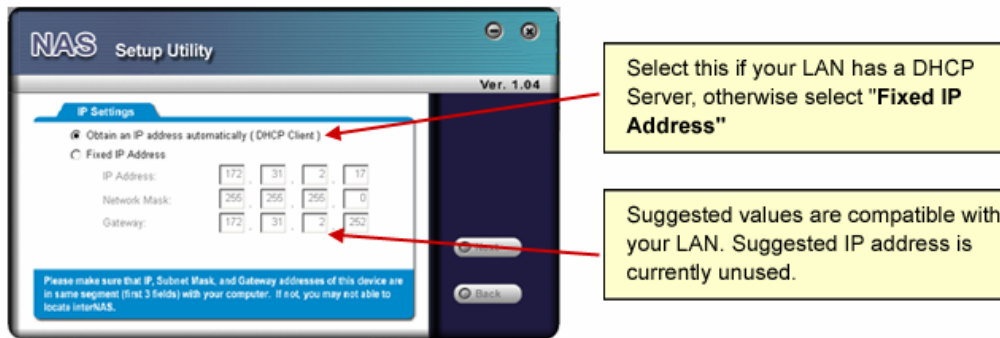 NAS Setup Utility
Ver. 1.04
IP Settings
Obtain an IP address automatically ( DHCP Client )
Fixed IP Address
IP Address: 172 . 31 . 2 . 17
Network Mask: 255 . 255 . 255 . 0
Gateway: 172 . 31 . 2 . 252
Next
Back
Please make sure that IP, Subnet Mask, and Gateway addresses of this device are
in same segment (first 3 fields) with your computer. If not, you may not able to
locate interNAS.
Select this if your LAN has a DHCP
Server, otherwise select "Fixed IP
Address"
Suggested values are compatible with
your LAN. Suggested IP address is
currently unused.